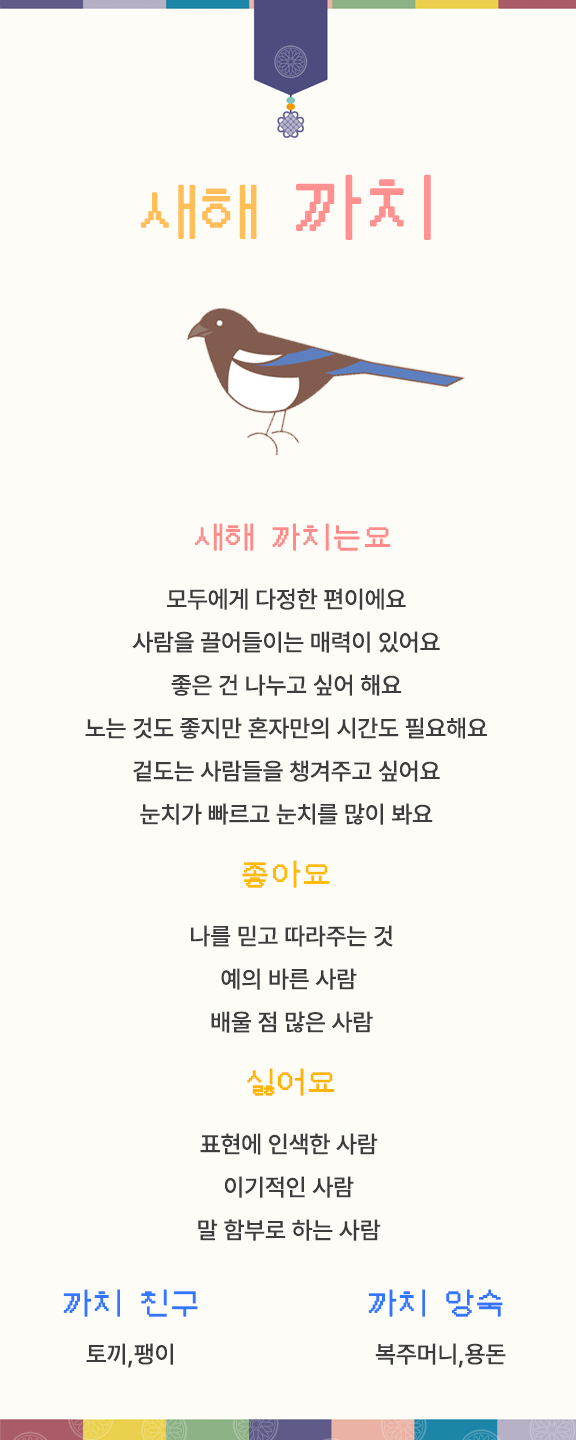 새해 까치
새해 까치는요
모두에게 다정한 편이에요
사람을 끌어들이는 매력이 있어요
좋은 건 나누고 싶어 해요
노는 것도 좋지만 혼자만의 시간도 필요해요
겉도는 사람들을 챙겨주고 싶어요
눈치가 빠르고 눈치를 많이 봐요
좋아요
나를 믿고 따라주는 것
예의 바른 사람
배울 점 많은 사람
싫어요
표현에 인색한 사람
이기적인 사람
말 함부로 하는 사람
까치 친구
토끼,팽이
까치 앙숙
복주머니,용돈